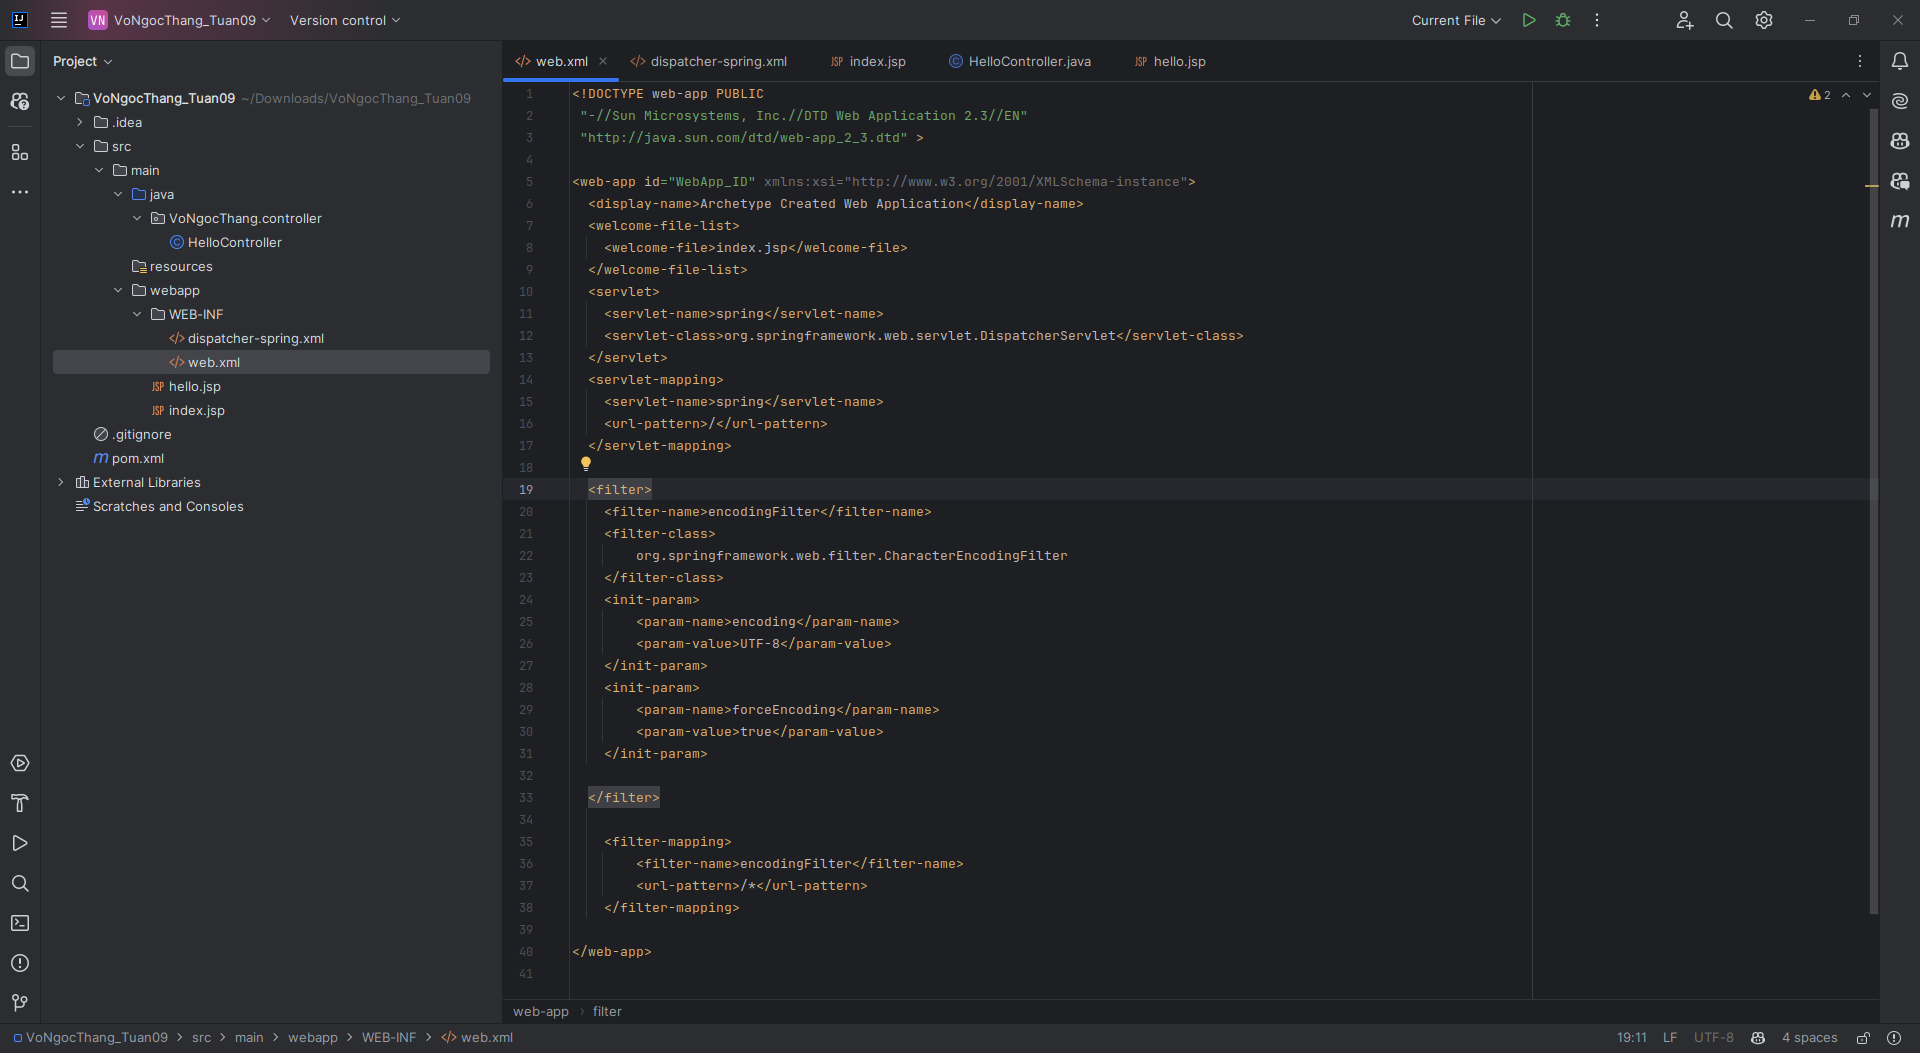 VN VoNgocThang_Tuan09 Version control Current File
Project
VoNgocThang_Tuan09 ~/Downloads/VoNgocThang_Tuan09
.idea
src
main
java
VoNgocThang.controller
HelloController
resources
webapp
WEB-INF
dispatcher-spring.xml
web.xml
JSP hello.jsp
JSP index.jsp
.gitignore
m pom.xml
External Libraries
Scratches and Consoles
web.xml dispatcher-spring.xml JSP index.jsp HelloController.java JSP hello.jsp
2
1 <!DOCTYPE web-app PUBLIC
2 "-//Sun Microsystems, Inc.//DTD Web Application 2.3//EN"
3 "http://java.sun.com/dtd/web-app_2_3.dtd" >
4
5 <web-app id="WebApp_ID" xmlns:xsi="http://www.w3.org/2001/XMLSchema-instance">
6 <display-name>Archetype Created Web Application</display-name>
7 <welcome-file-list>
8 <welcome-file>index.jsp</welcome-file>
9 </welcome-file-list>
10 <servlet>
11 <servlet-name>spring</servlet-name>
12 <servlet-class>org.springframework.web.servlet.DispatcherServlet</servlet-class>
13 </servlet>
14 <servlet-mapping>
15 <servlet-name>spring</servlet-name>
16 <url-pattern>/</url-pattern>
17 </servlet-mapping>
18
19 <filter>
20 <filter-name>encodingFilter</filter-name>
21 <filter-class>
22 org.springframework.web.filter.CharacterEncodingFilter
23 </filter-class>
24 <init-param>
25 <param-name>encoding</param-name>
26 <param-value>UTF-8</param-value>
27 </init-param>
28 <init-param>
29 <param-name>forceEncoding</param-name>
30 <param-value>true</param-value>
31 </init-param>
32
33 </filter>
34
35 <filter-mapping>
36 <filter-name>encodingFilter</filter-name>
37 <url-pattern>/*</url-pattern>
38 </filter-mapping>
39
40 </web-app>
41
web-app › filter
VoNgocThang_Tuan09 > src > main > webapp > WEB-INF > web.xml 19:11 LF UTF-8 4 spaces